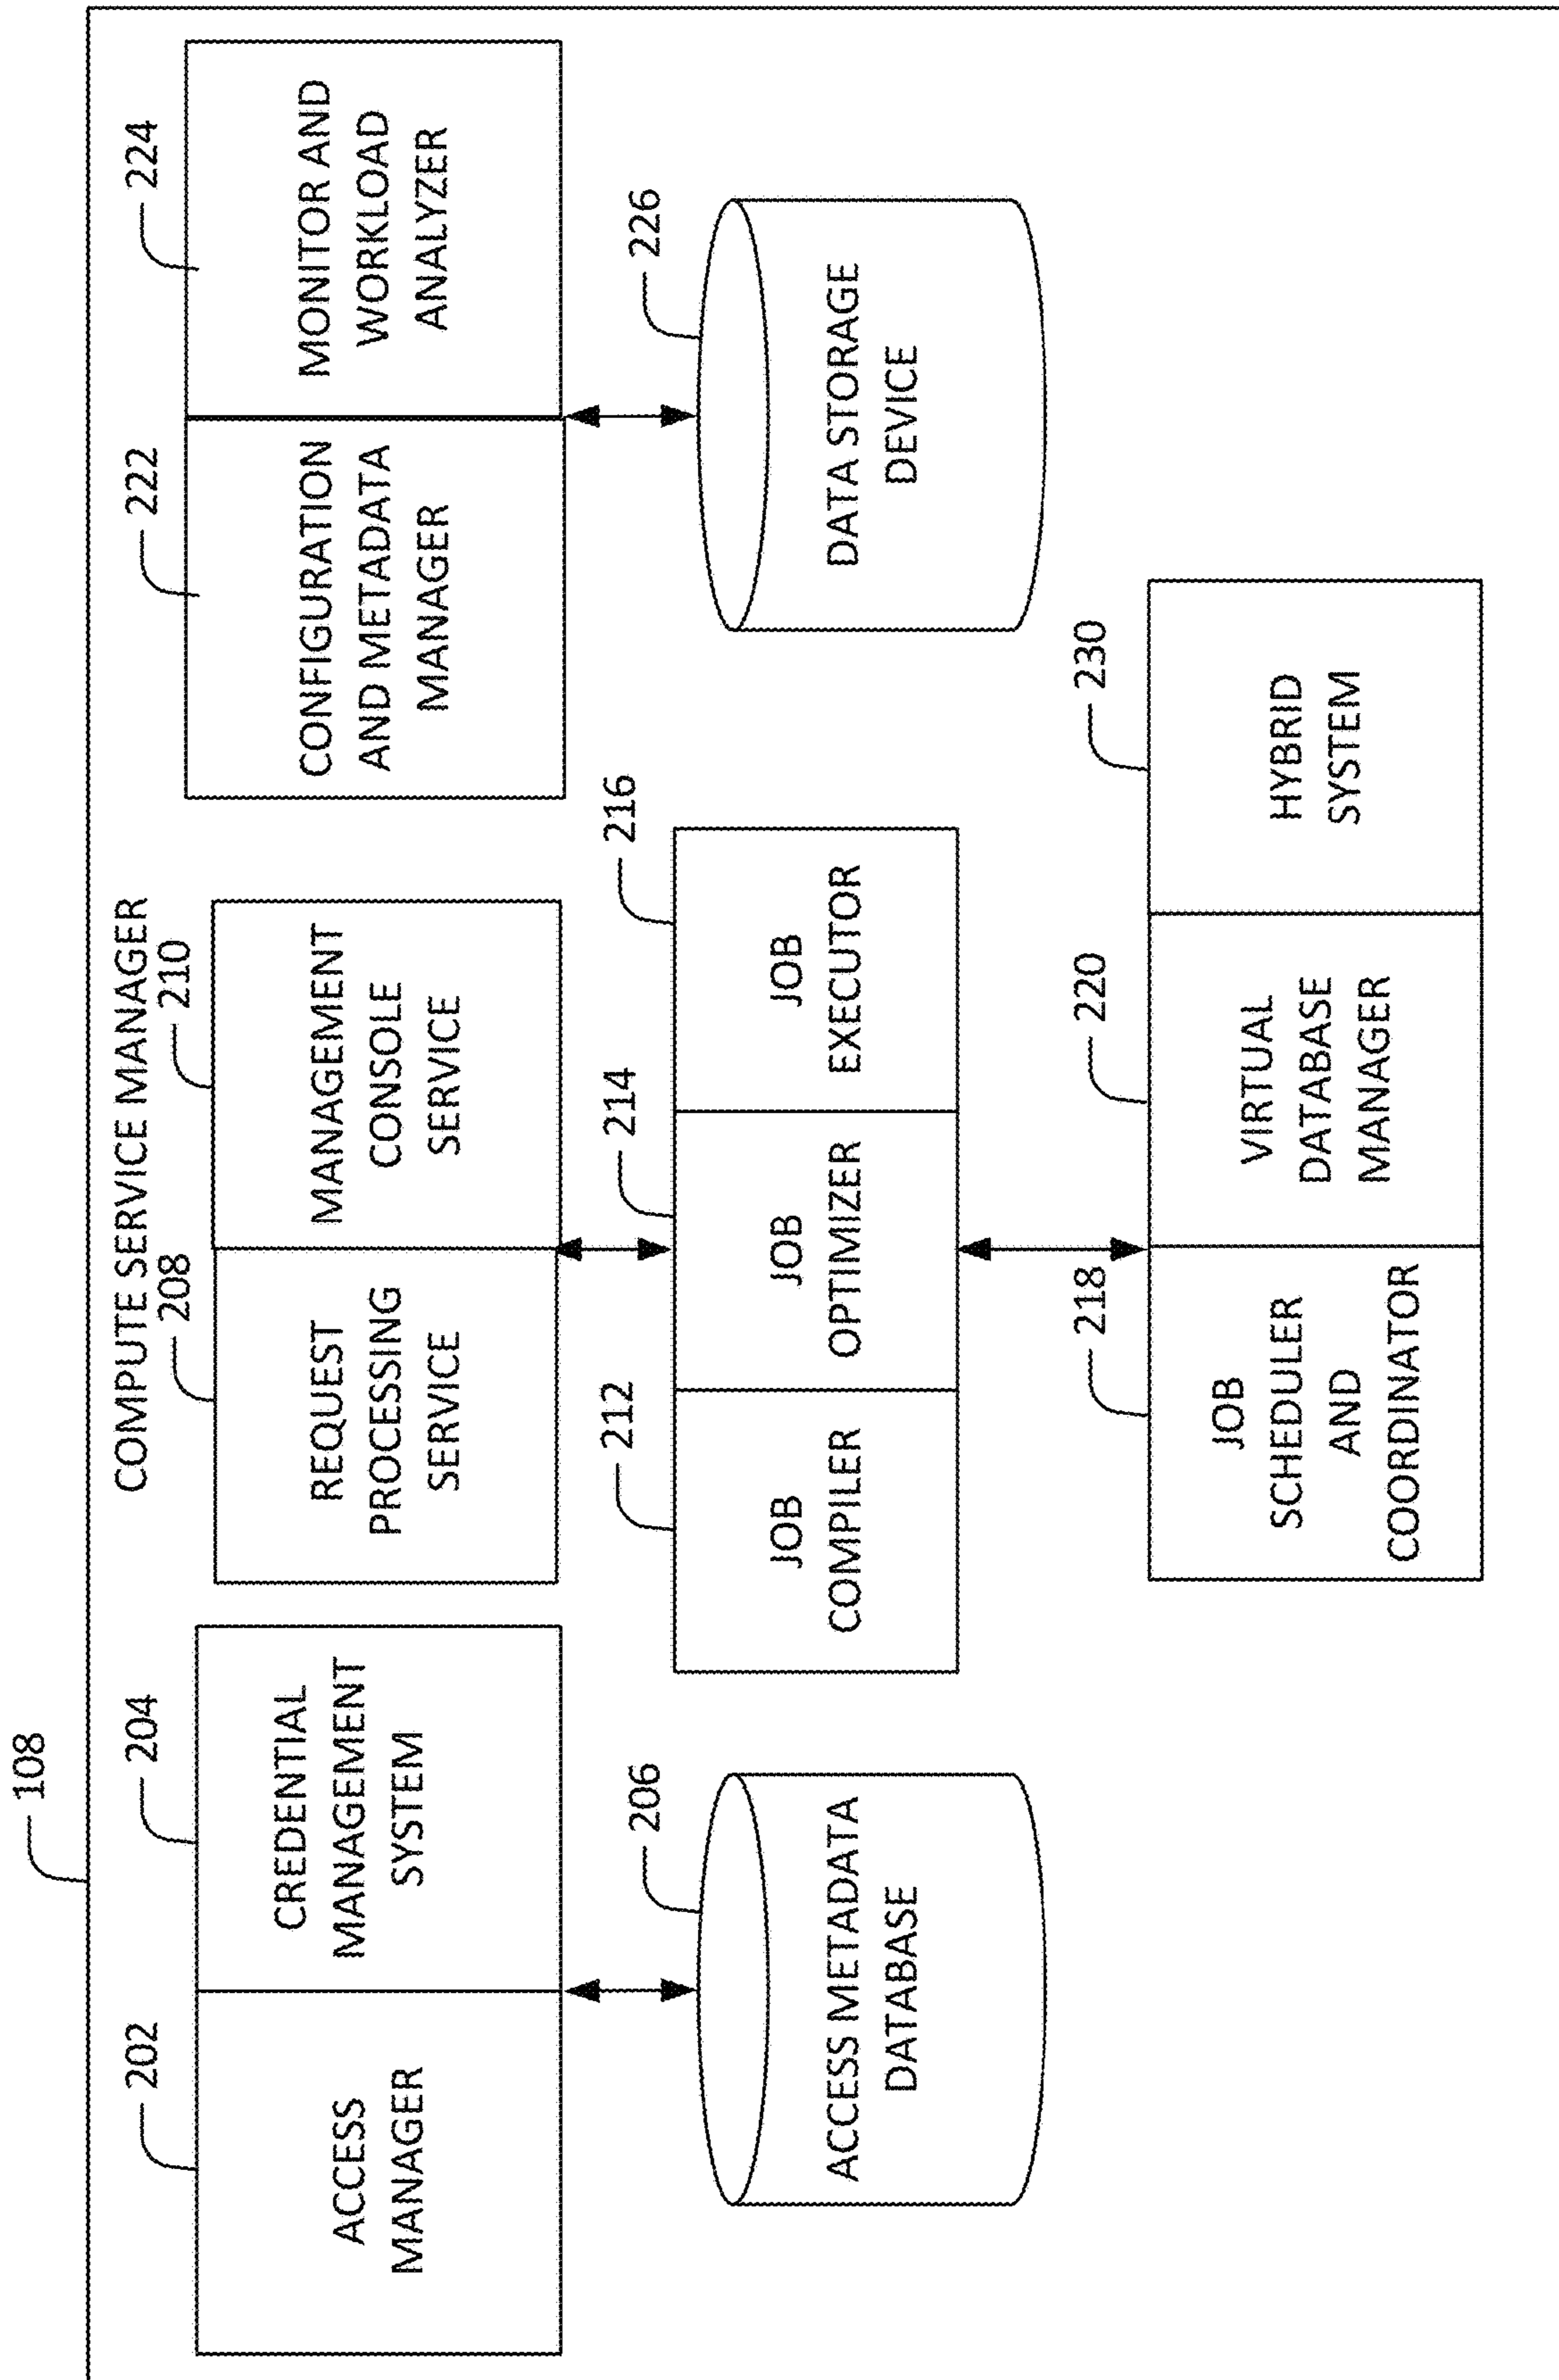 108
COMPUTE SERVICE MANAGER
202
204
ACCESS
MANAGER
CREDENTIAL
MANAGEMENT
SYSTEM
206
ACCESS METADATA
DATABASE
208
210
REQUEST
PROCESSING
SERVICE
MANAGEMENT
CONSOLE
SERVICE
212
214
216
JOB
COMPILER
JOB
OPTIMIZER
JOB
EXECUTOR
218
220
230
JOB
SCHEDULER
AND
COORDINATOR
VIRTUAL
DATABASE
MANAGER
HYBRID
SYSTEM
222
224
CONFIGURATION
AND METADATA
MANAGER
MONITOR AND
WORKLOAD
ANALYZER
226
DATA STORAGE
DEVICE